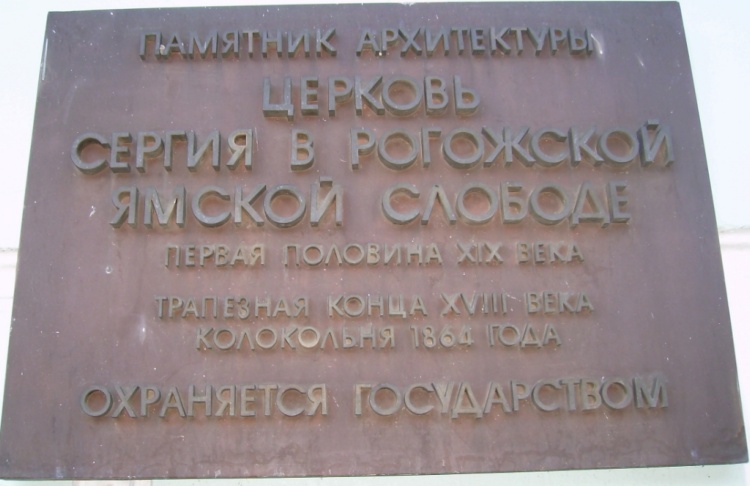 ПАМЯТНИК АРХИТЕКТУРЫ
ЦЕРКОВЬ
СЕРГИЯ В РОГОЖСКОЙ
ЯМСКОЙ СЛОБОДЕ
ПЕРВАЯ ПОЛОВИНА XIX ВЕКА
ТРАПЕЗНАЯ КОНЦА XVIII ВЕКА
КОЛОКОЛЬНЯ 1864 ГОДА
ОХРАНЯЕТСЯ ГОСУДАРСТВОМ